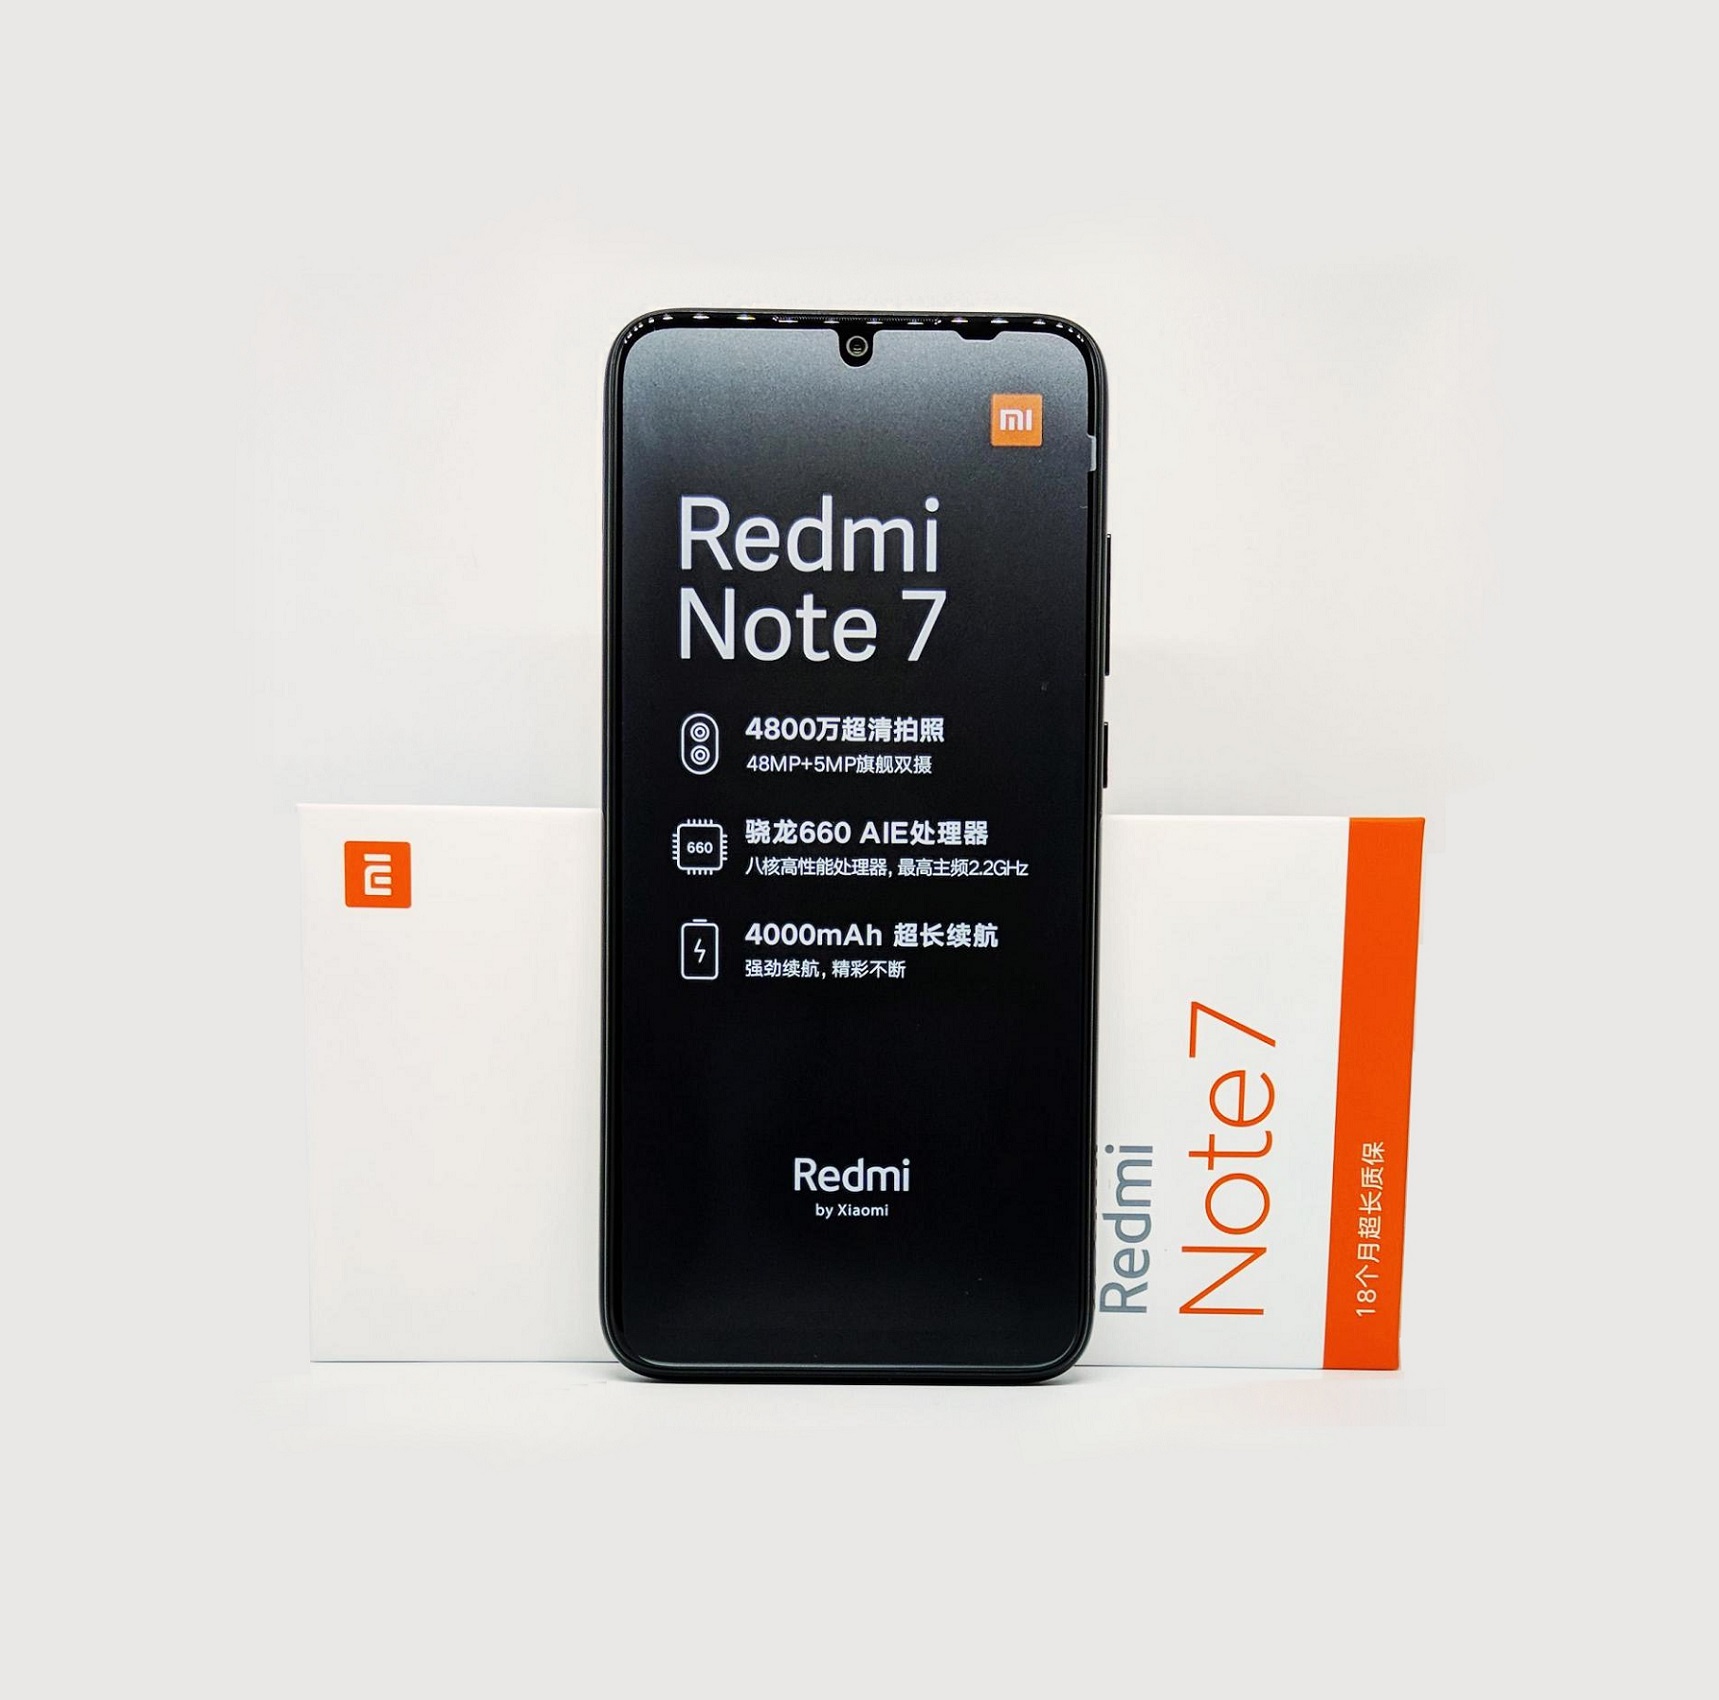 mi
Redmi
Note 7
4800万超清拍照
48MP+5MP旗舰双摄
660
骁龙660 AIE处理器
八核高性能处理器, 最高主频2.2GHz
4000mAh 超长续航
强劲续航, 精彩不断
Redmi
by Xiaomi
mi
Redmi
Note 7
18个月超长质保